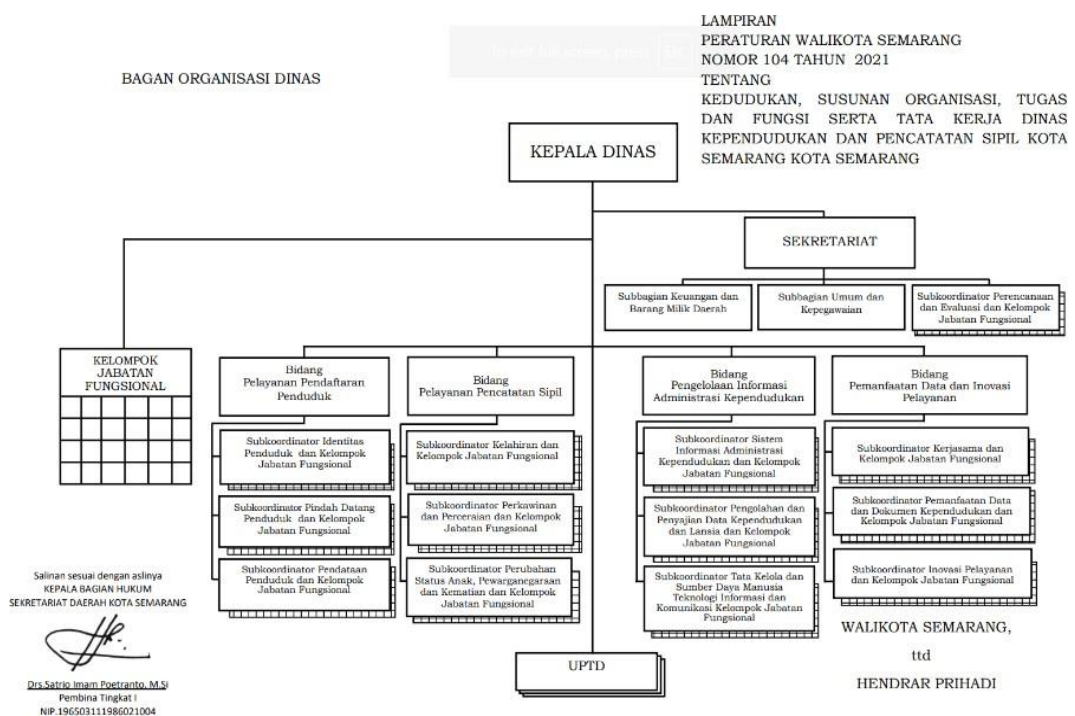 LAMPIRAN
PERATURAN WALIKOTA SEMARANG
NOMOR 104 TAHUN 2021
TENTANG
KEDUDUKAN, SUSUNAN ORGANISASI, TUGAS
DAN FUNGSI SERTA TATA KERJA DINAS
KEPENDUDUKAN DAN PENCATATAN SIPIL KOTA
SEMARANG KOTA SEMARANG
BAGAN ORGANISASI DINAS
KEPALA DINAS
SEKRETARIAT
Subbagian Keuangan dan
Barang Milik Daerah
Subbagian Umum dan
Kepegawaian
Subkoordinator Perencanaan
dan Evaluasi dan Kelompok
Jabatan Fungsional
KELOMPOK
JABATAN
FUNGSIONAL
Bidang
Pelayanan Pendaftaran
Penduduk
Bidang
Pelayanan Pencatatan Sipil
Bidang
Pengelolaan Informasi
Administrasi Kependudukan
Bidang
Pemanfaatan Data dan Inovasi
Pelayanan
Subkoordinator Identitas
Penduduk dan Kelompok
Jabatan Fungsional
Subkoordinator Pindah Datang
Penduduk dan Kelompok
Jabatan Fungsional
Subkoordinator Pendataan
Penduduk dan Kelompok
Jabatan Fungsional
Subkoordinator Kelahiran dan
Kelompok Jabatan Fungsional
Subkoordinator Perkawinan
dan Perceraian dan Kelompok
Jabatan Fungsional
Subkoordinator Perubahan
Status Anak, Pewarganegaraan
dan Kematian dan Kelompok
Jabatan Fungsional
Subkoordinator Sistem
Informasi Administrasi
Kependudukan dan Kelompok
Jabatan Fungsional
Subkoordinator Pengolahan dan
Penyajian Data Kependudukan
dan Lansia dan Kelompok
Jabatan Fungsional
Subkoordinator Tata Kelola dan
Sumber Daya Manusia
Teknologi Informasi dan
Komunikasi Kelompok Jabatan
Fungsional
Subkoordinator Kerjasama dan
Kelompok Jabatan Fungsional
Subkoordinator Pemanfaatan Data
dan Dokumen Kependudukan dan
Kelompok Jabatan Fungsional
Subkoordinator Inovasi Pelayanan
dan Kelompok Jabatan Fungsional
UPTD
Salinan sesuai dengan aslinya
KEPALA BAGIAN HUKUM
SEKRETARIAT DAERAH KOTA SEMARANG
Drs.Satrio Imam Poetranto, M.Si
Pembina Tingkat I
NIP.196503111986021004
WALIKOTA SEMARANG,
ttd
HENDRAR PRIHADI